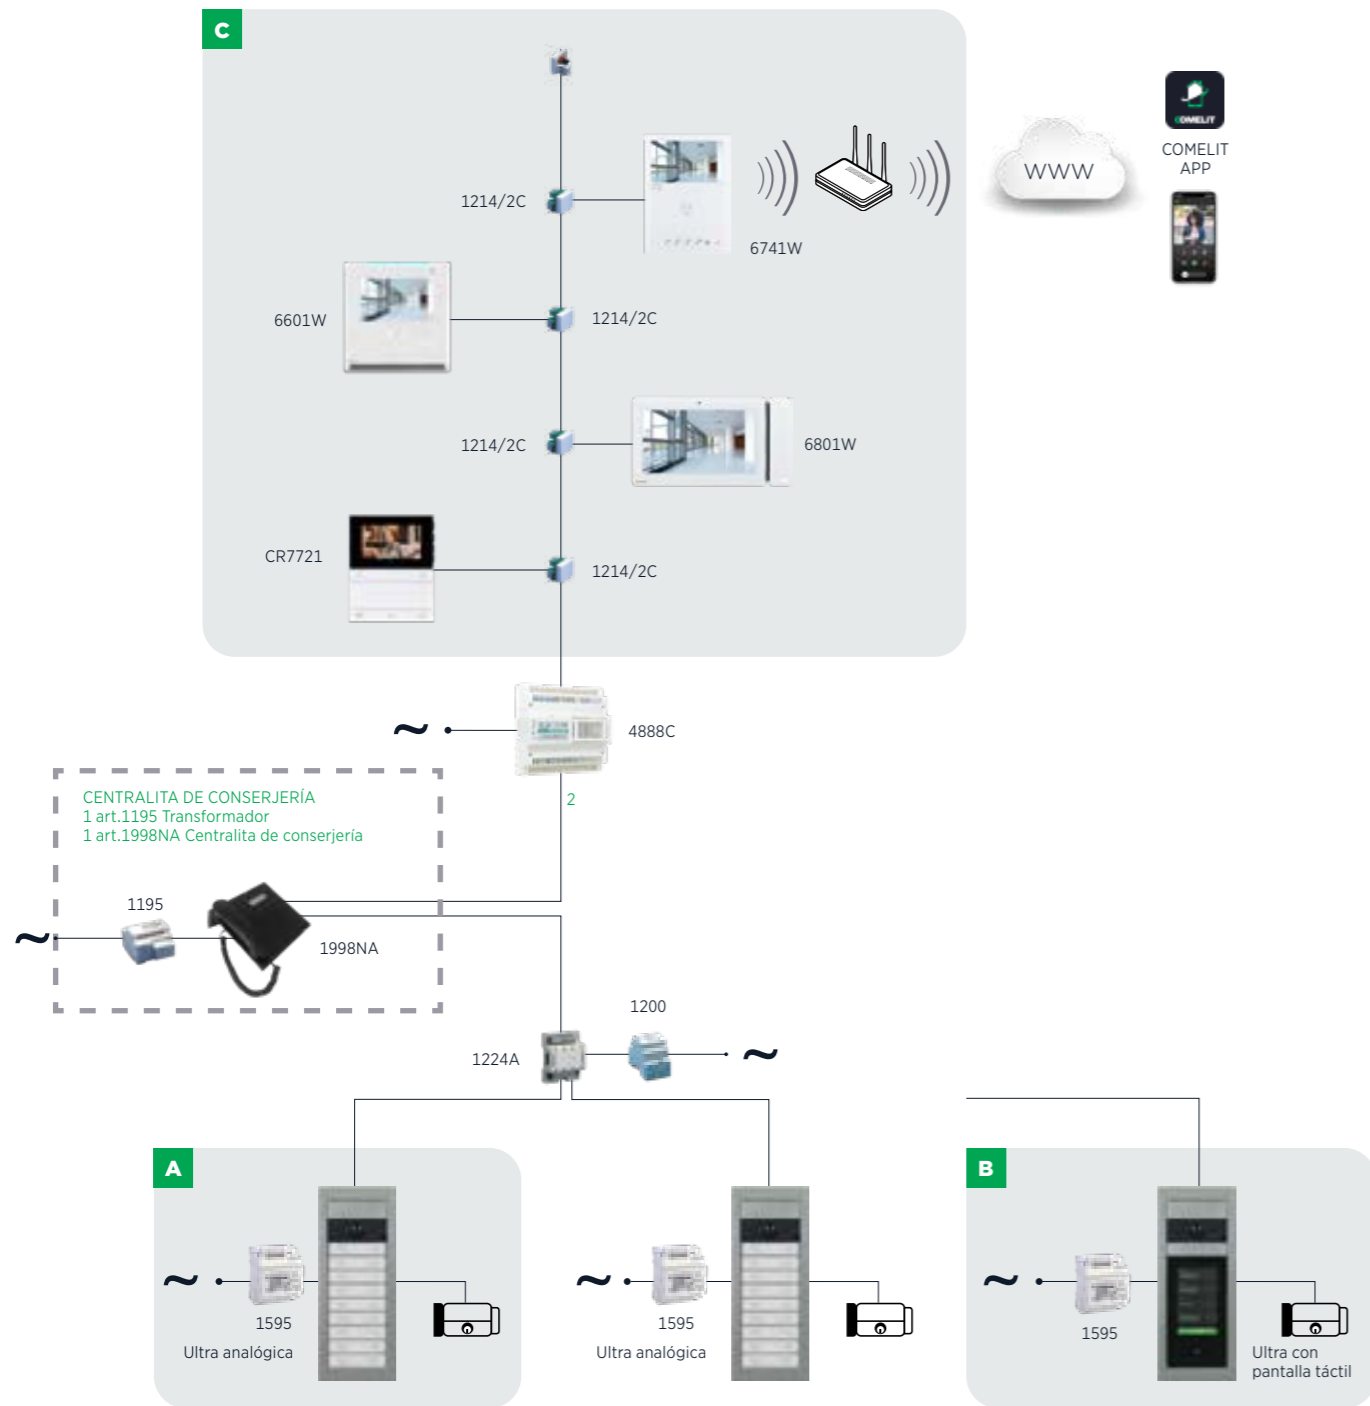 C
COMELIT
COMELIT
APP
WWW
1214/2C
6741W
6601W
1214/2C
1214/2C
6801W
CR7721
1214/2C
4888C
2
CENTRALITA DE CONSERJERÍA
1 art.1195 Transformador
1 art.1998NA Centralita de conserjería
1195
1998NA
1200
1224A
A
B
1595
Ultra analógica
1595
Ultra analógica
1595
Ultra con
pantalla táctil